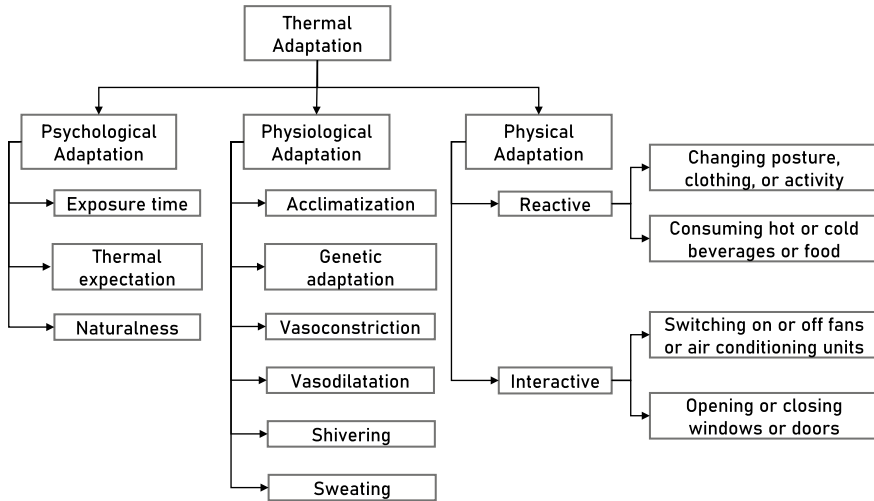 Thermal
Adaptation
Psychological
Adaptation
Exposure time
Thermal
expectation
Naturalness
Physiological
Adaptation
Acclimatization
Genetic
adaptation
Vasoconstriction
Vasodilatation
Shivering
Sweating
Physical
Adaptation
Reactive
Changing posture,
clothing, or activity
Consuming hot or cold
beverages or food
Interactive
Switching on or off fans
or air conditioning units
Opening or closing
windows or doors